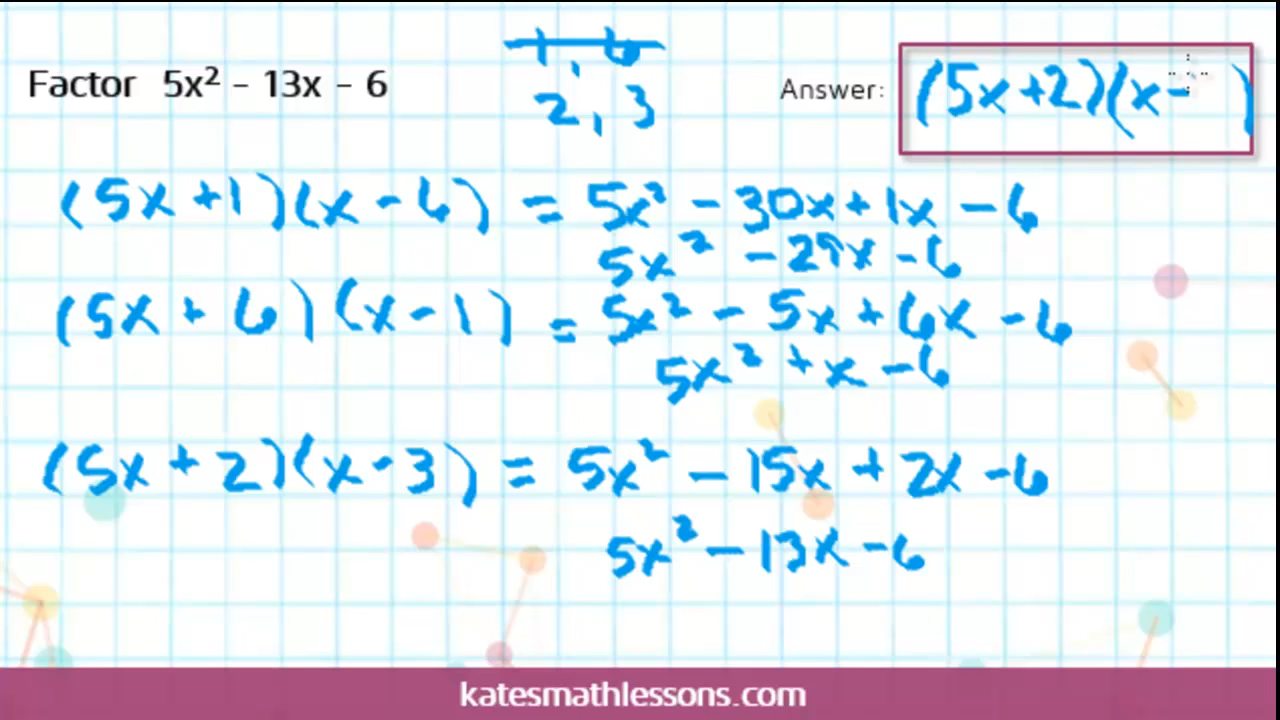 1, 6
Factor 5x² - 13x - 6
2, 3
Answer: (5x+2)(x- )
(5x+1)(x-6) = 5x² - 30x + 1x - 6
5x² - 29x - 6
(5x + 6)(x - 1) = 5x² - 5x + 6x - 6
5x² + x - 6
(5x + 2)(x - 3) = 5x² - 15x + 2x - 6
5x² - 13x - 6
katesmathlessons.com